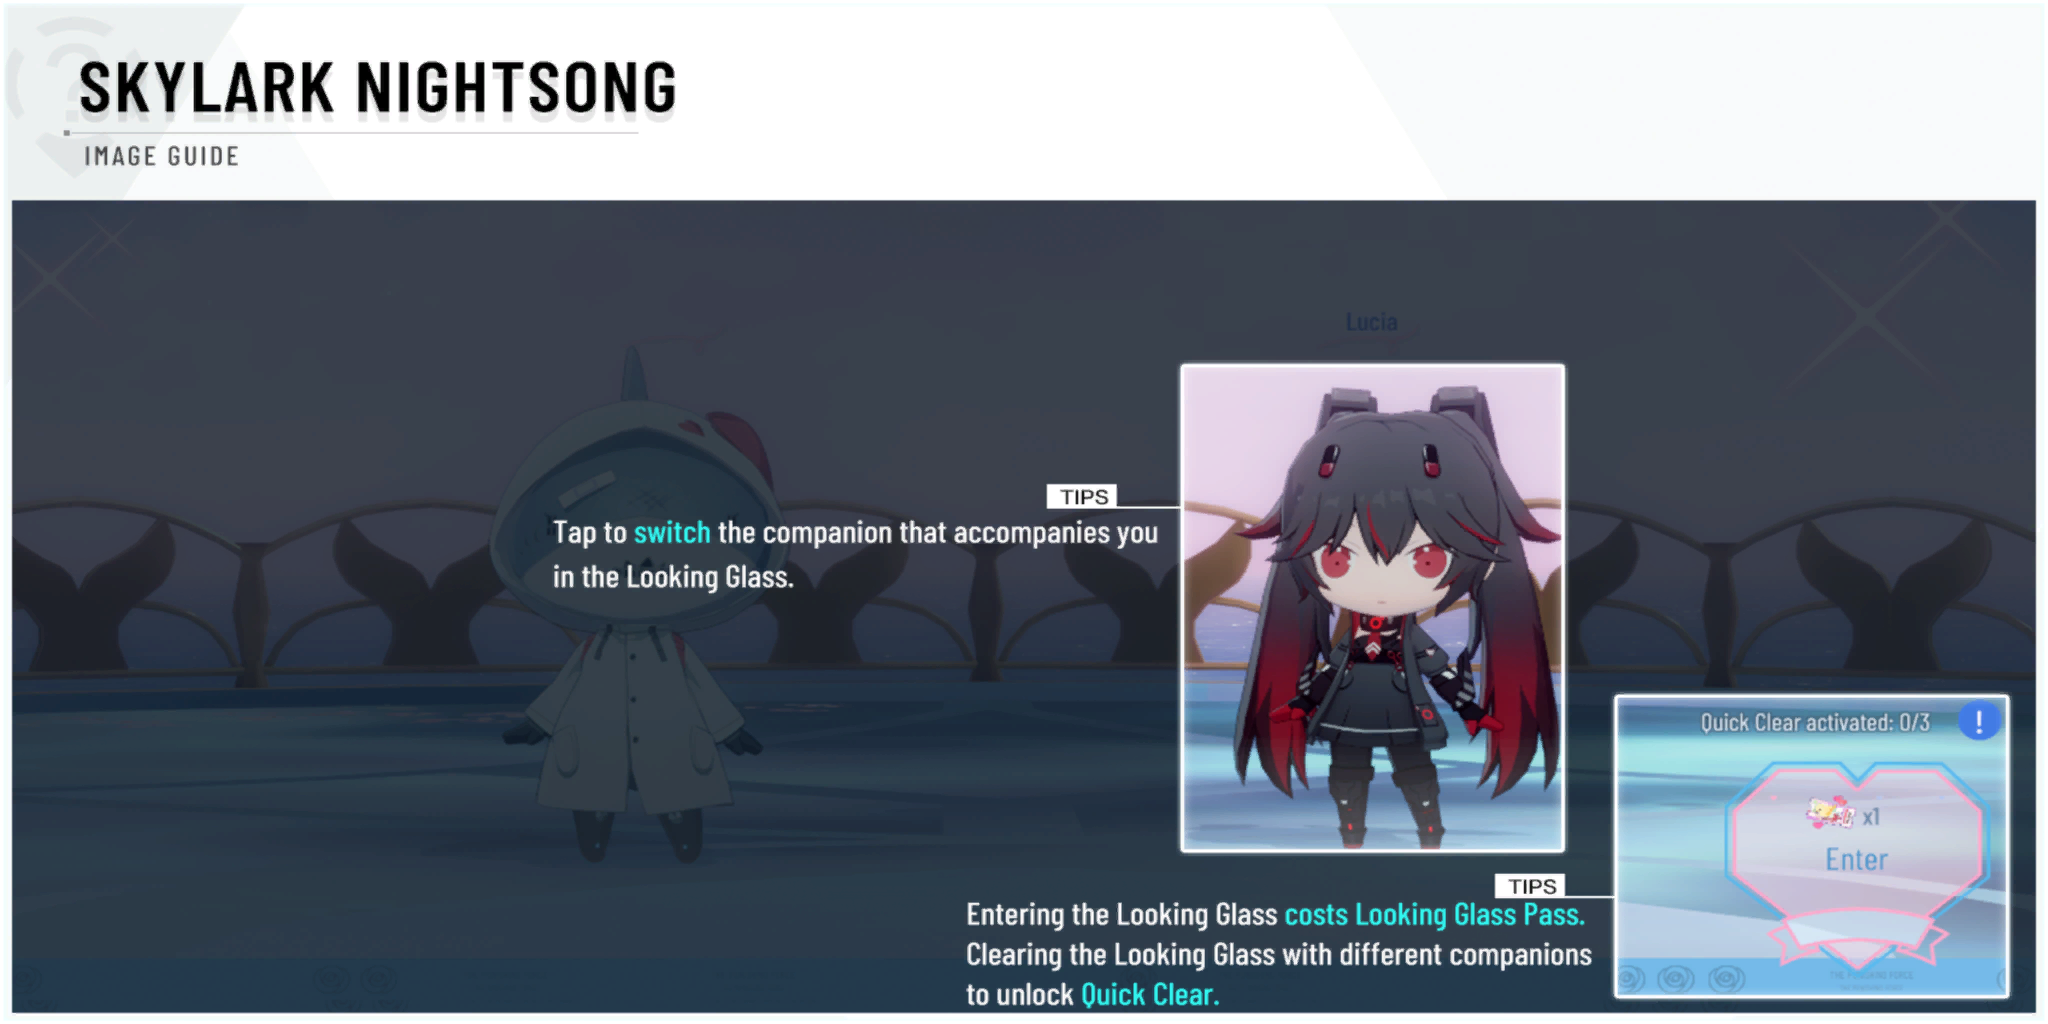 SKYLARK NIGHTSONG
IMAGE GUIDE
Lucia
TIPS
Tap to switch the companion that accompanies you
in the Looking Glass.
Quick Clear activated: 0/3
!
x1
Enter
TIPS
Entering the Looking Glass costs Looking Glass Pass.
Clearing the Looking Glass with different companions
to unlock Quick Clear.